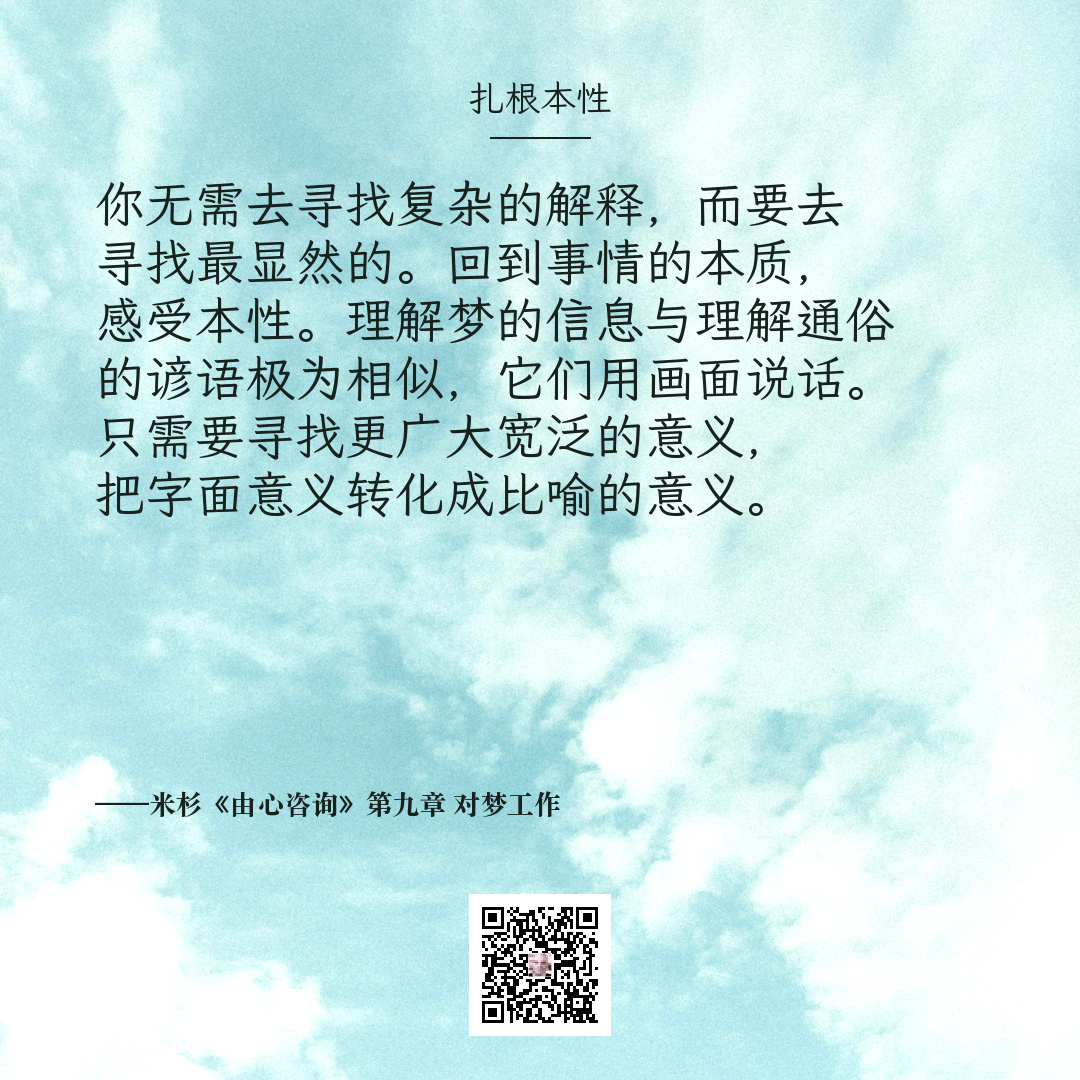 扎根本性
你无需去寻找复杂的解释，而要去
寻找最显然的。回到事情的本质，
感受本性。理解梦的信息与理解通俗
的谚语极为相似，它们用画面说话。
只需要寻找更广大宽泛的意义，
把字面意义转化成比喻的意义。
——米杉《由心咨询》第九章 对梦工作